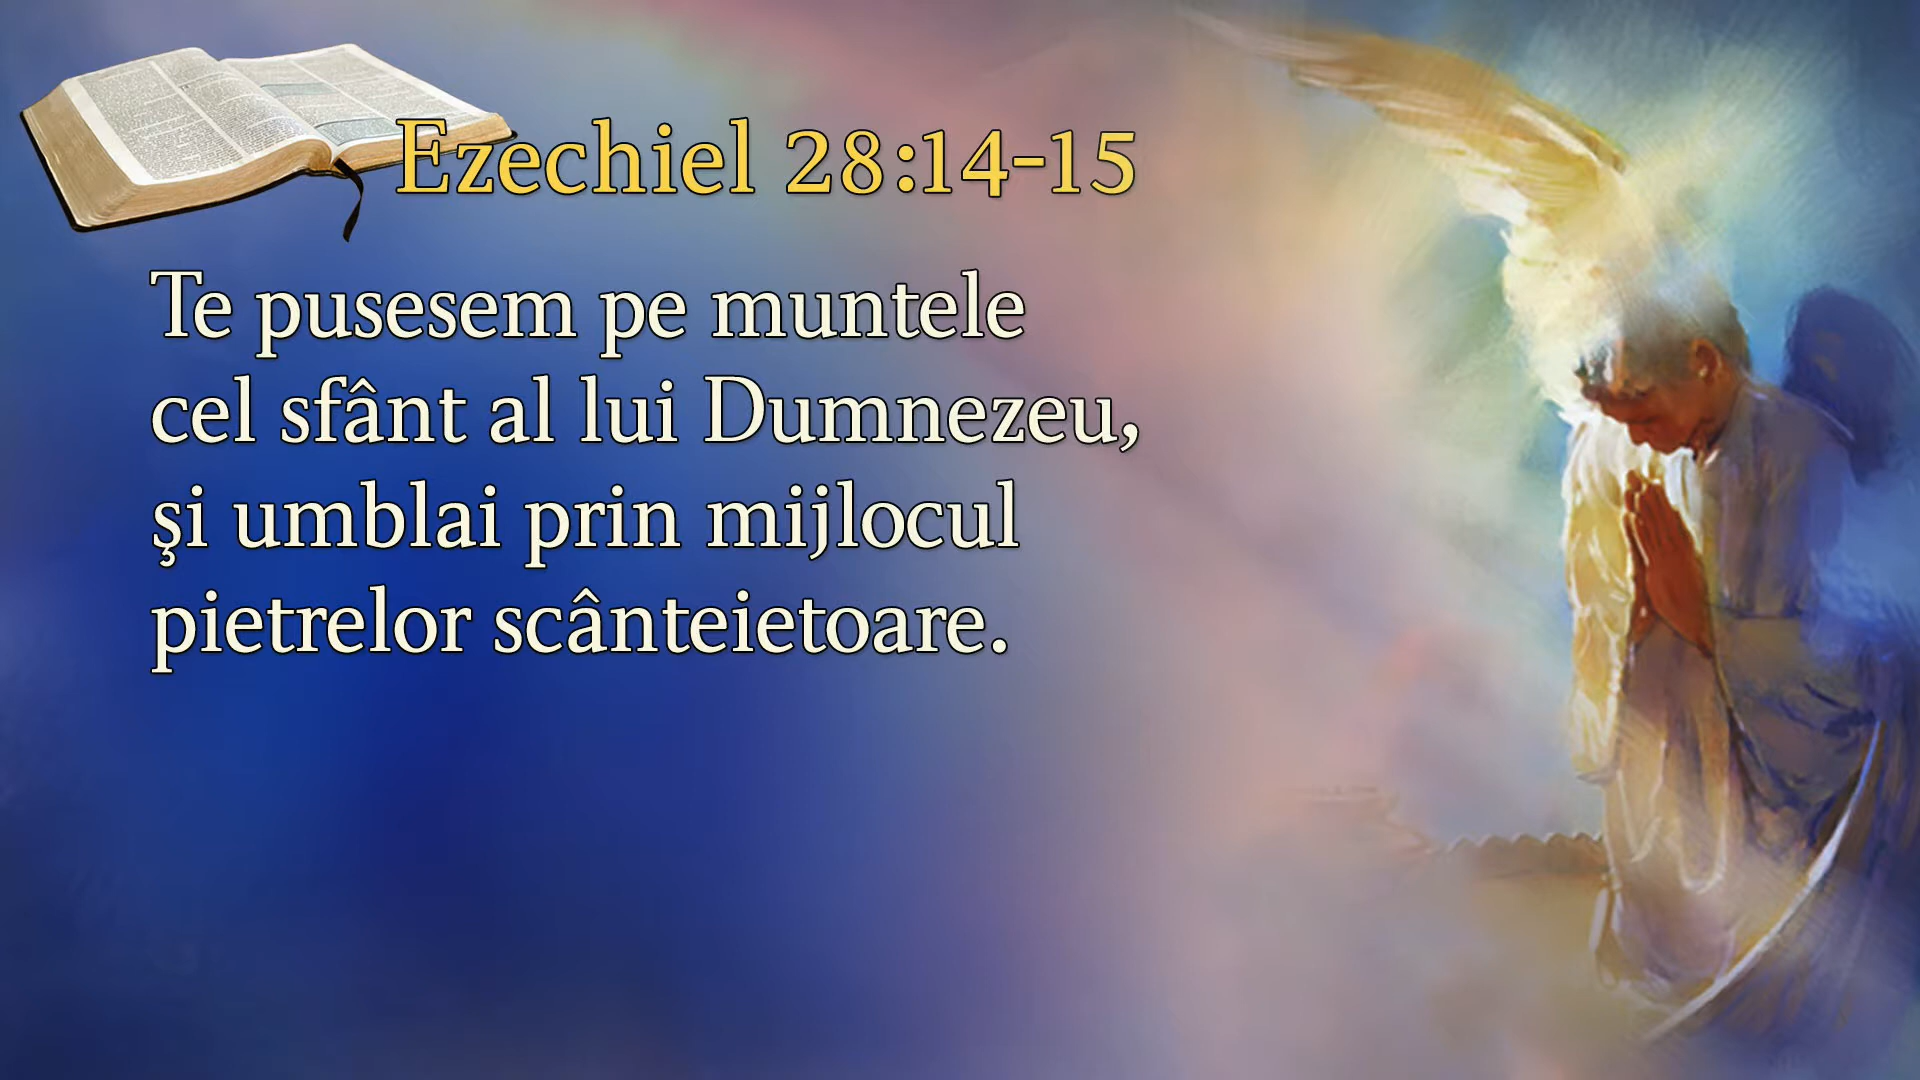 Ezechiel 28:14-15
Te pusesem pe muntele
cel sfânt al lui Dumnezeu,
şi umblai prin mijlocul
pietrelor scânteietoare.